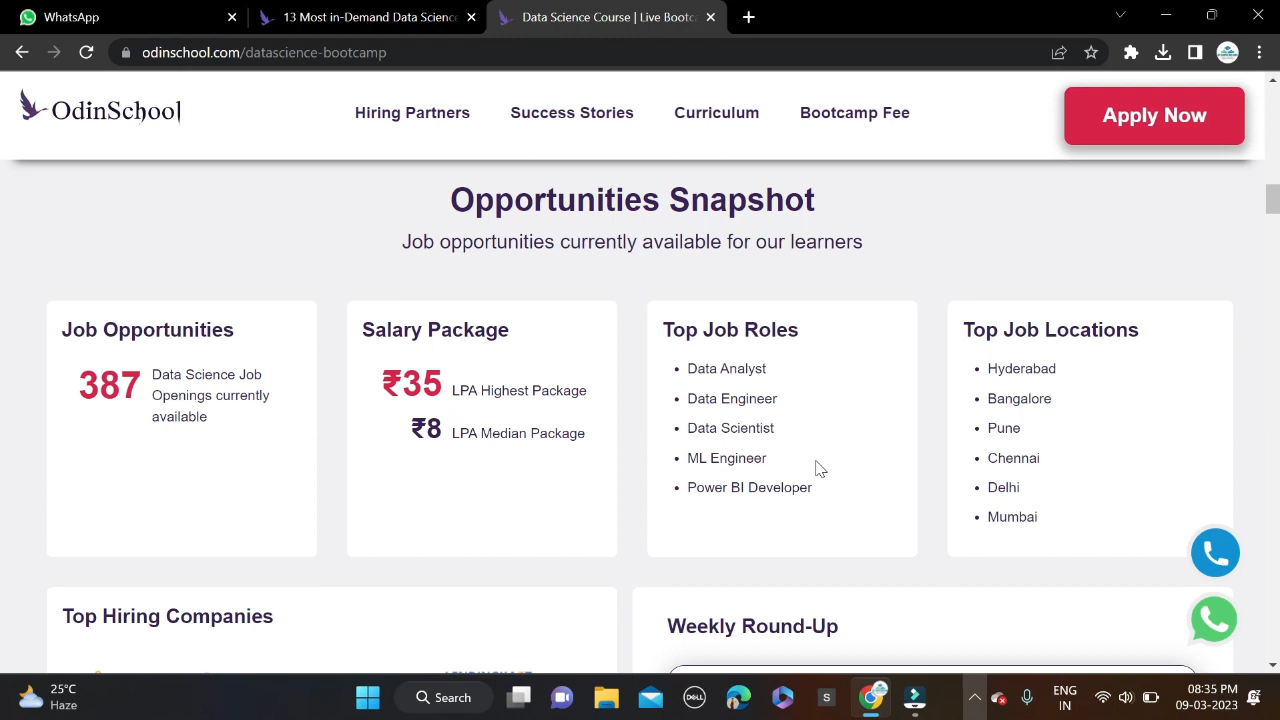 WhatsApp
13 Most in-Demand Data Science
Data Science Course | Live Bootc
odinschool.com/datascience-bootcamp
OdinSchool
Hiring Partners
Success Stories
Curriculum
Bootcamp Fee
Apply Now
Opportunities Snapshot
Job opportunities currently available for our learners
Job Opportunities
387
Data Science Job
Openings currently
available
Salary Package
₹35 LPA Highest Package
₹8 LPA Median Package
Top Job Roles
• Data Analyst
• Data Engineer
• Data Scientist
• ML Engineer
• Power BI Developer
Top Job Locations
• Hyderabad
• Bangalore
• Pune
• Chennai
• Delhi
• Mumbai
Top Hiring Companies
Weekly Round-Up
25°C
Haze
Search
DELL
S
ENG
IN
08:35 PM
09-03-2023